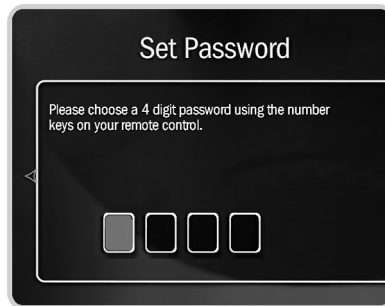 Set Password
Please choose a 4 digit password using the number
keys on your remote control.